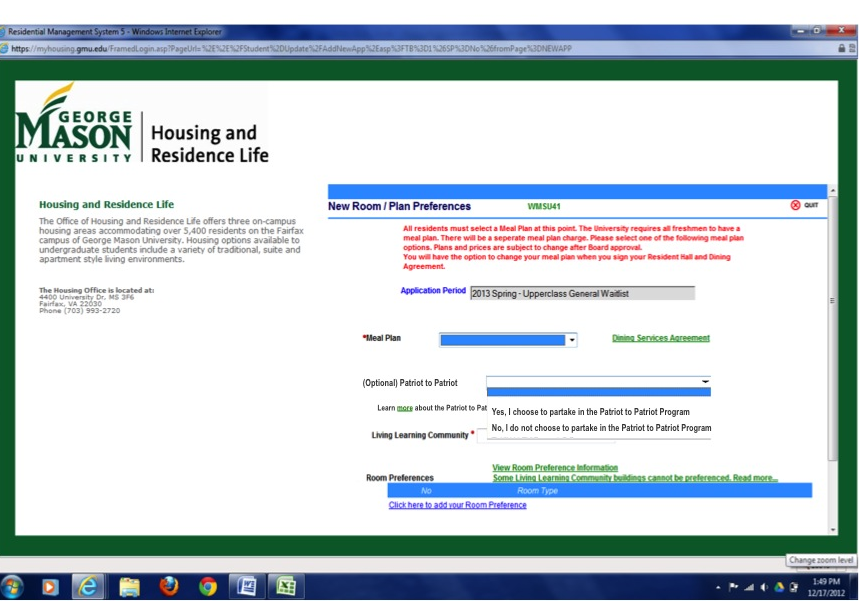 Residential Management System 5 - Windows Internet Explorer
https://myhousing.gmu.edu/FramedLogin.asp?PageUrl=%2E%2E%2FStudent%2DUpdate%2FAddNewApp%2Easp%3FTB%3D1%26SP%3DNo%26fromPage%3DNEWAPP
GEORGE
MASON
UNIVERSITY
Housing and
Residence Life
Housing and Residence Life
The Office of Housing and Residence Life offers three on-campus
housing areas accommodating over 5,400 residents on the Fairfax
campus of George Mason University. Housing options available to
undergraduate students include a variety of traditional, suite and
apartment style living environments.
The Housing Office is located at:
4400 University Dr, MS 3F6
Fairfax, VA 22030
Phone (703) 993-2720
New Room / Plan Preferences WMSU41 QUIT
All residents must select a Meal Plan at this point. The University requires all freshmen to have a
meal plan. There will be a seperate meal plan charge. Please select one of the following meal plan
options. Plans and prices are subject to change after Board approval.
You will have the option to change your meal plan when you sign your Resident Hall and Dining
Agreement.
Application Period 2013 Spring - Upperclass General Waitlist
*Meal Plan Dining Services Agreement
(Optional) Patriot to Patriot
Learn more about the Patriot to Pat
Yes, I choose to partake in the Patriot to Patriot Program
No, I do not choose to partake in the Patriot to Patriot Program
Living Learning Community *
View Room Preference Information
Room Preferences Some Living Learning Community buildings cannot be preferenced. Read more...
No Room Type
Click here to add your Room Preference
Change zoom level
1:49 PM
12/17/2012